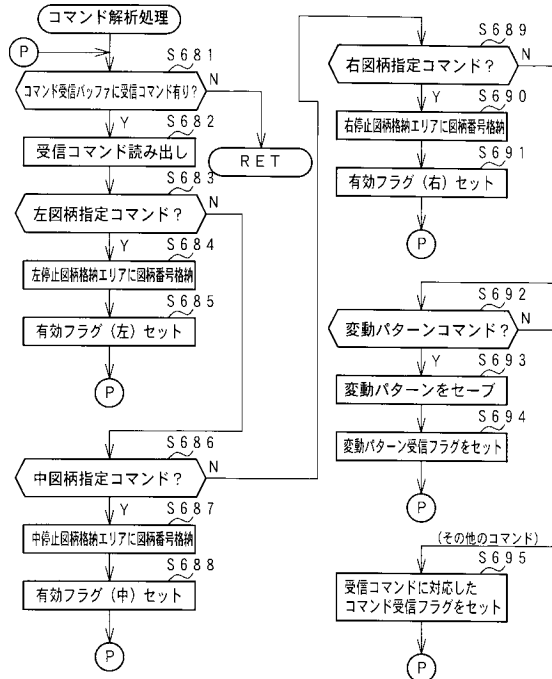 コマンド解析処理
P
S681
コマンド受信バッファに受信コマンド有り?
N
Y
S682
受信コマンド読み出し
RET
S683
左図柄指定コマンド?
N
Y
S684
左停止図柄格納エリアに図柄番号格納
S685
有効フラグ(左)セット
P
S686
中図柄指定コマンド?
N
Y
S687
中停止図柄格納エリアに図柄番号格納
S688
有効フラグ(中)セット
P
S689
右図柄指定コマンド?
N
Y
S690
右停止図柄格納エリアに図柄番号格納
S691
有効フラグ(右)セット
P
S692
変動パターンコマンド?
N
Y
S693
変動パターンをセーブ
S694
変動パターン受信フラグをセット
P
(その他のコマンド)
S695
受信コマンドに対応した
コマンド受信フラグをセット
P